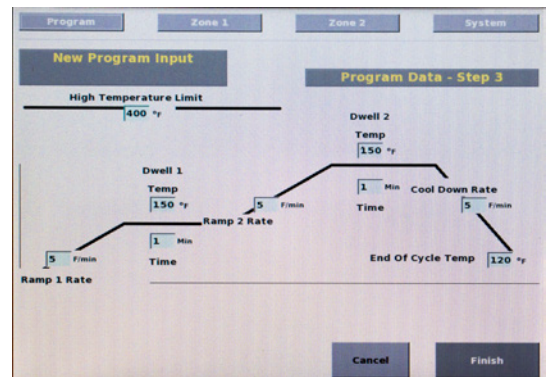 Program Zone 1 Zone 2 System
New Program Input
Program Data - Step 3
High Temperature Limit
400 °F
Dwell 2
Temp
150 °F
Dwell 1
Temp
150 °F
1 Min
Time
Cool Down Rate
5 F/min
5 F/min
Ramp 2 Rate
1 Min
Time
5 F/min
Ramp 1 Rate
End Of Cycle Temp 120 °F
Cancel Finish